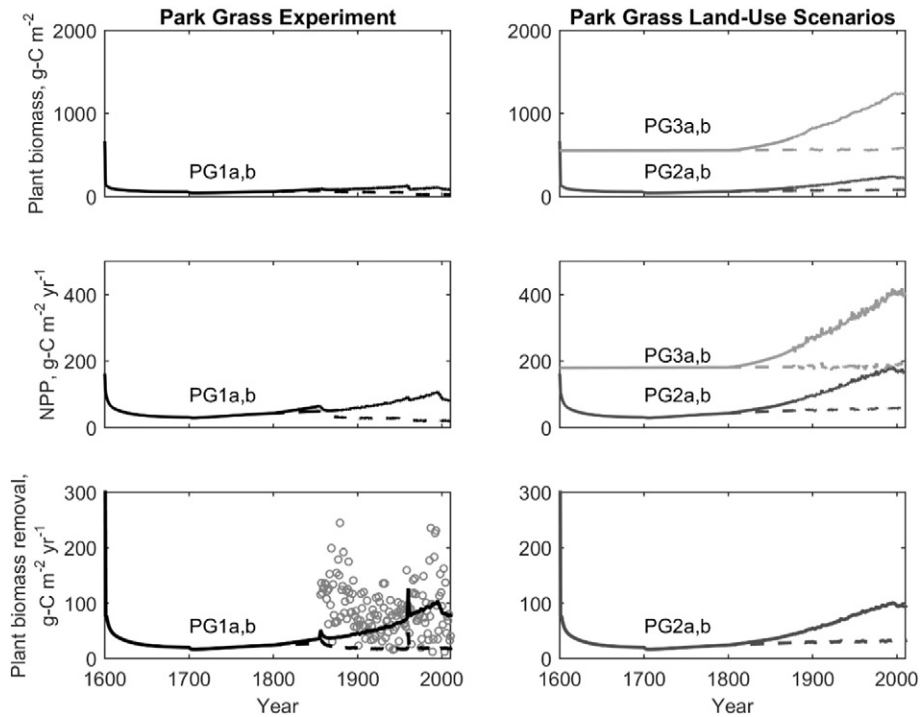 Park Grass Experiment
Park Grass Land-Use Scenarios
Plant biomass, g-C m-2
2000
1000
0
PG1a,b
2000
1000
0
PG3a,b
PG2a,b
NPP, g-C m-2 yr-1
400
200
0
PG1a,b
400
200
0
PG3a,b
PG2a,b
Plant biomass removal,
g-C m-2 yr-1
300
200
100
0
PG1a,b
1600 1700 1800 1900 2000
Year
300
200
100
0
PG2a,b
1600 1700 1800 1900 2000
Year